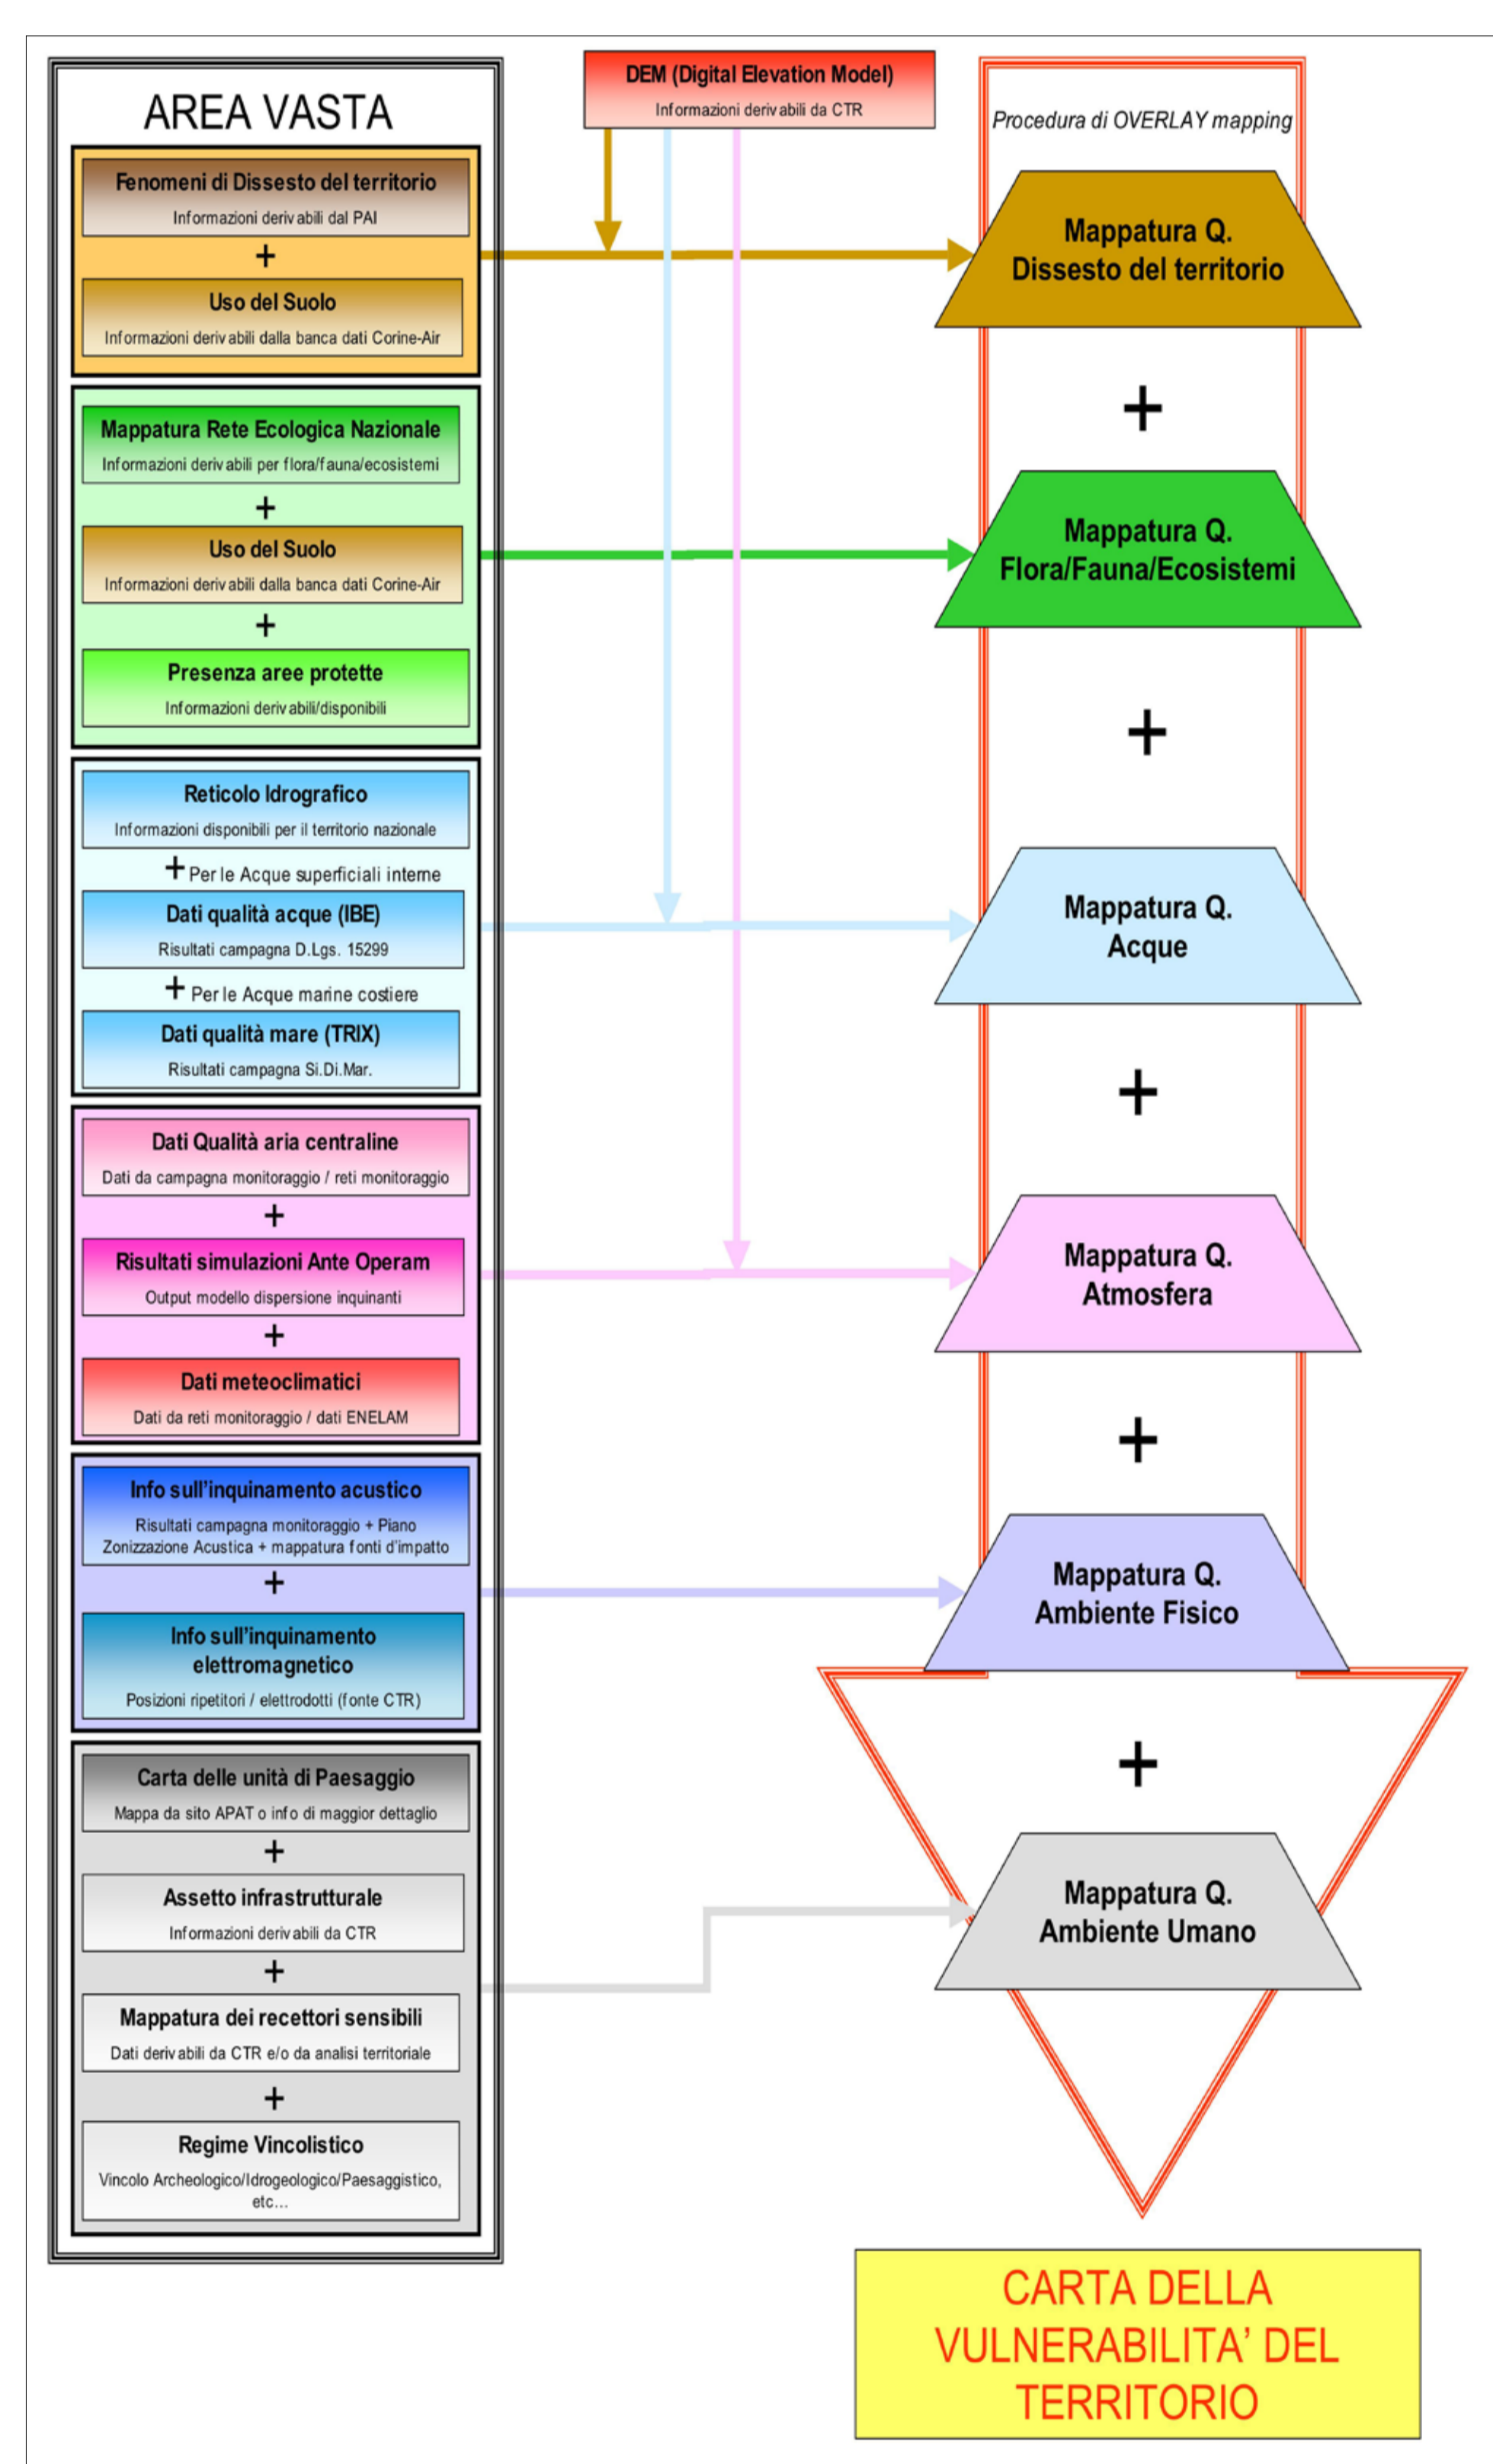 AREA VASTA
Fenomeni di Dissesto del territorio
Informazioni derivabili dal PAI
+
Uso del Suolo
Informazioni derivabili dalla banca dati Corine-Air
Mappatura Rete Ecologica Nazionale
Informazioni derivabili per flora/fauna/ecosistemi
+
Uso del Suolo
Informazioni derivabili dalla banca dati Corine-Air
+
Presenza aree protette
Informazioni derivabili/disponibili
Reticolo Idrografico
Informazioni disponibili per il territorio nazionale
+ Per le Acque superficiali interne
Dati qualità acque (IBE)
Risultati campagna D.Lgs. 15299
+ Per le Acque marine costiere
Dati qualità mare (TRIX)
Risultati campagna Si.Di.Mar.
Dati Qualità aria centraline
Dati da campagna monitoraggio / reti monitoraggio
+
Risultati simulazioni Ante Operam
Output modello dispersione inquinanti
+
Dati meteoclimatici
Dati da reti monitoraggio / dati ENELAM
Info sull'inquinamento acustico
Risultati campagna monitoraggio + Piano
Zonizzazione Acustica + mappatura fonti d'impatto
+
Info sull'inquinamento
elettromagnetico
Posizioni ripetitori / elettrodotti (fonte CTR)
Carta delle unità di Paesaggio
Mappa da sito APAT o info di maggior dettaglio
+
Assetto infrastrutturale
Informazioni derivabili da CTR
+
Mappatura dei recettori sensibili
Dati derivabili da CTR e/o da analisi territoriale
+
Regime Vincolistico
Vincolo Archeologico/Idrogeologico/Paesaggistico,
etc...
DEM (Digital Elevation Model)
Informazioni derivabili da CTR
Procedura di OVERLAY mapping
Mappatura Q.
Dissesto del territorio
+
Mappatura Q.
Flora/Fauna/Ecosistemi
+
Mappatura Q.
Acque
+
Mappatura Q.
Atmosfera
+
Mappatura Q.
Ambiente Fisico
+
Mappatura Q.
Ambiente Umano
CARTA DELLA
VULNERABILITA' DEL
TERRITORIO